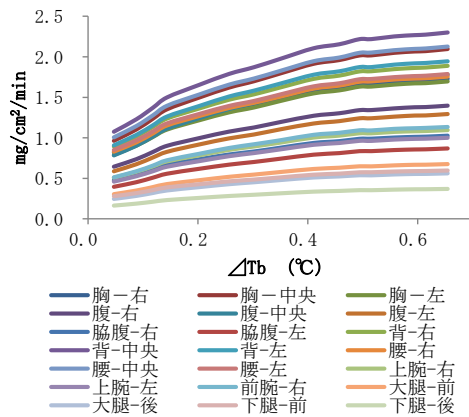 2.5
2.0
1.5
1.0
0.5
0.0
mg/cm²/min
0.0 0.2 0.4 0.6
⊿Tb (℃)
胸－右 胸－中央 胸－左
腹-右 腹-中央 腹-左
脇腹-右 脇腹-左 背-右
背-中央 背-左 腰-右
腰-中央 腰-左 上腕-右
上腕-左 前腕-右 大腿-前
大腿-後 下腿-前 下腿-後